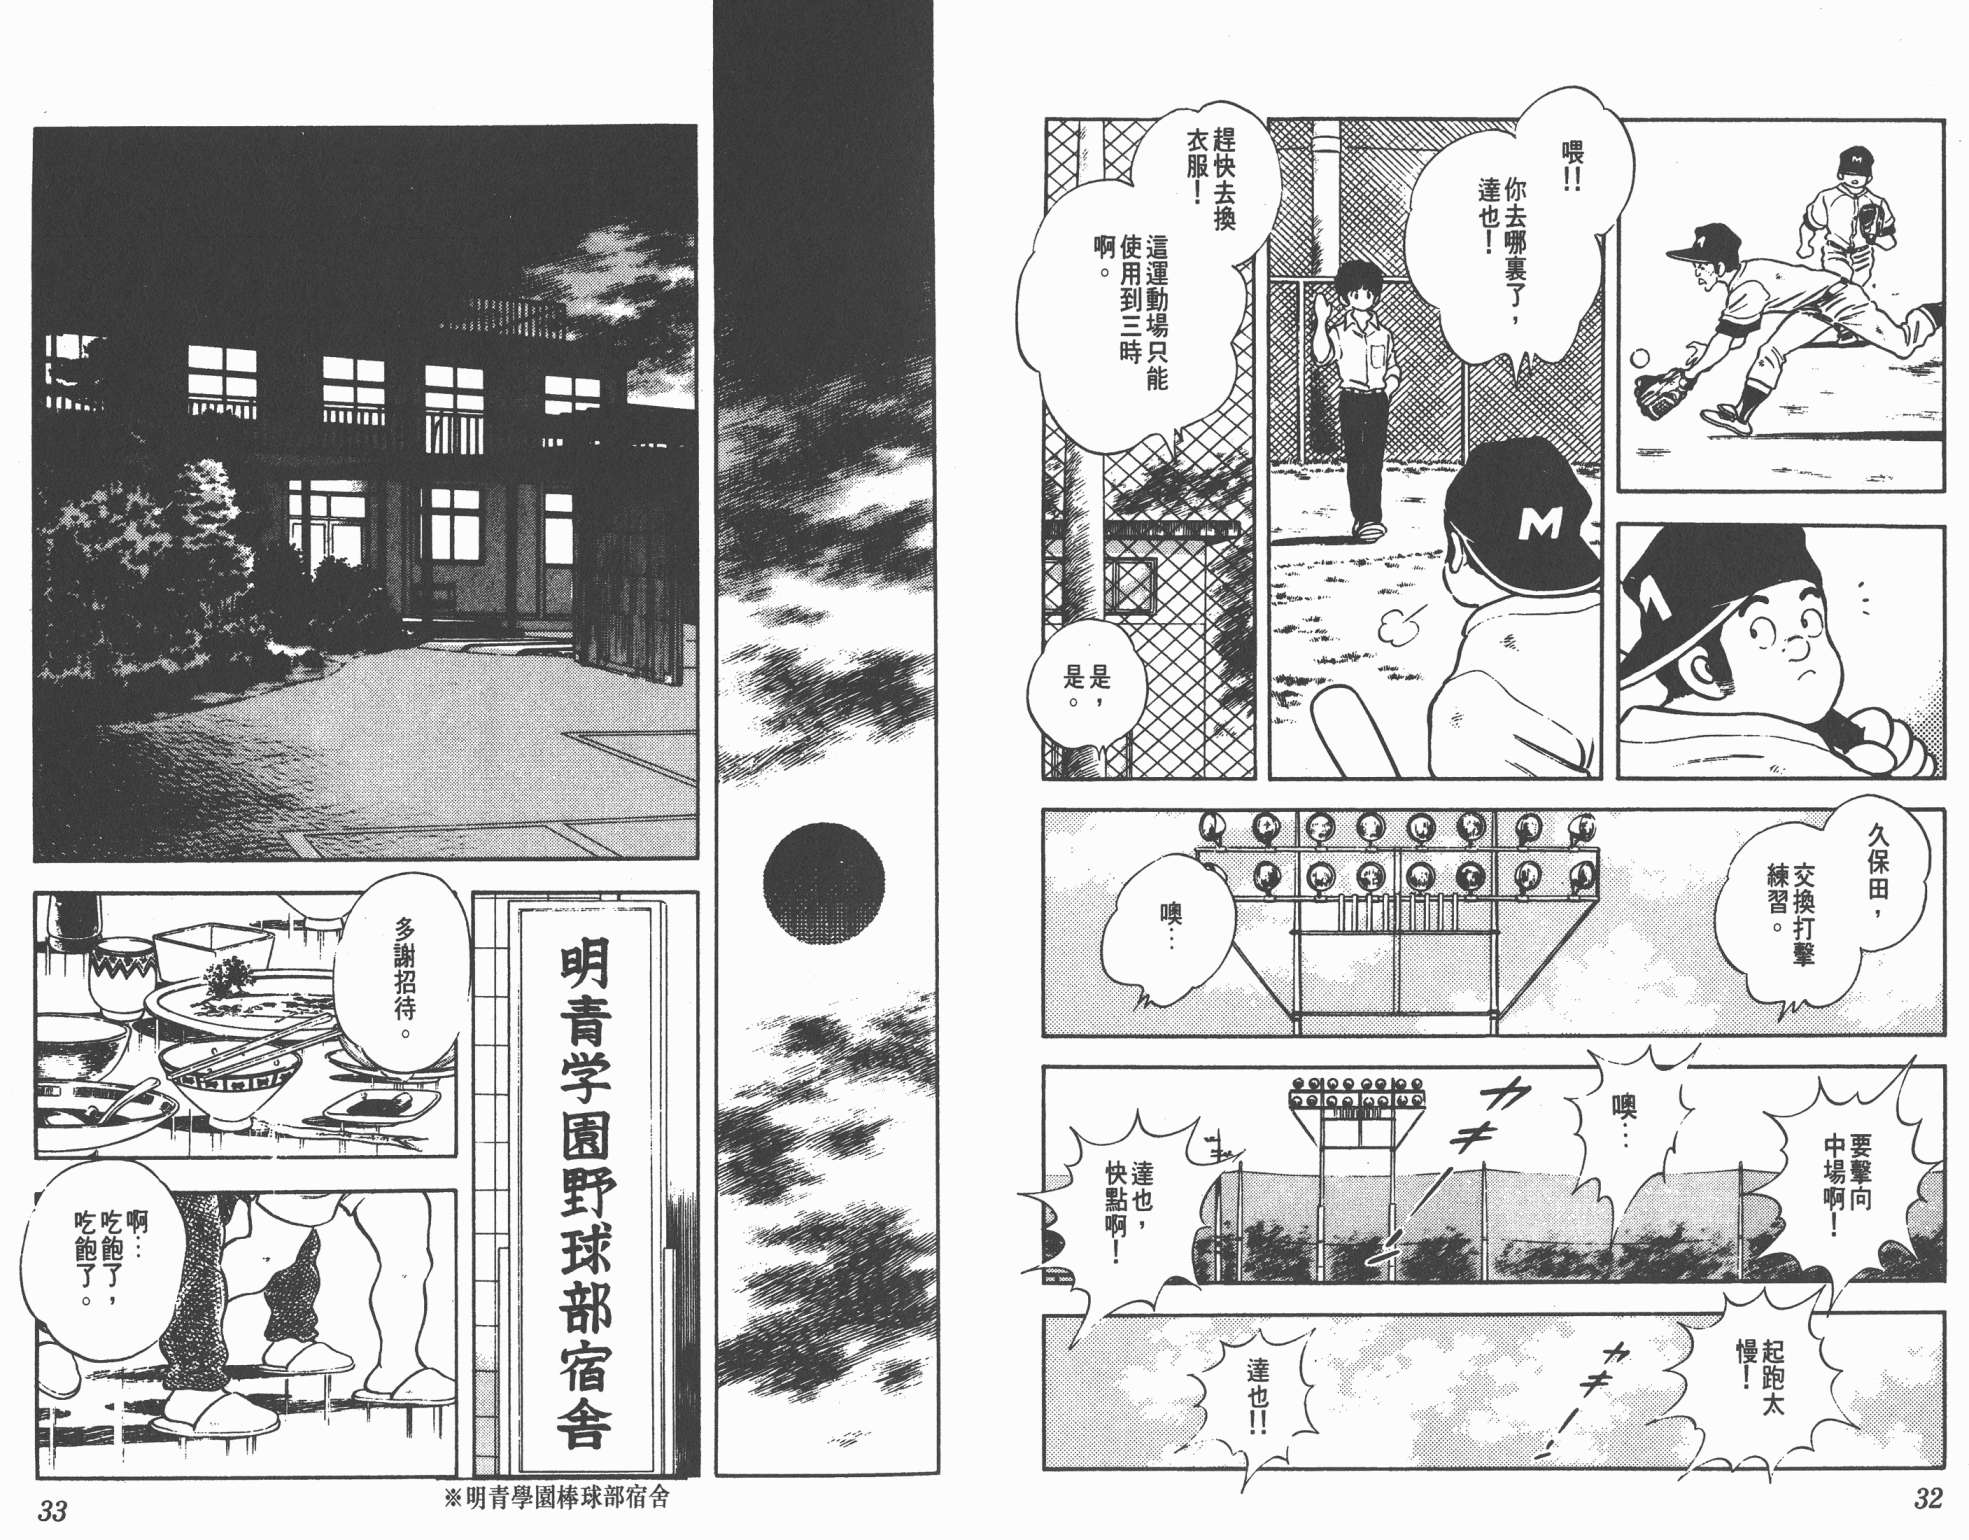 喂!!
你去哪裏了，
達也！
趕快去換
衣服！
這運動場只能
使用到三時
啊。
是，
是。
久保田，
交換打擊
練習。
噢…
要擊向
中場啊！
噢…
カキーン
達也，
快點啊！
起跑太
慢！
カキーン
達也!!
32
明青学園野球部宿舎
※明青學園棒球部宿舍
多謝招待。
啊…
吃飽了，
吃飽了。
33
M
M
M
M